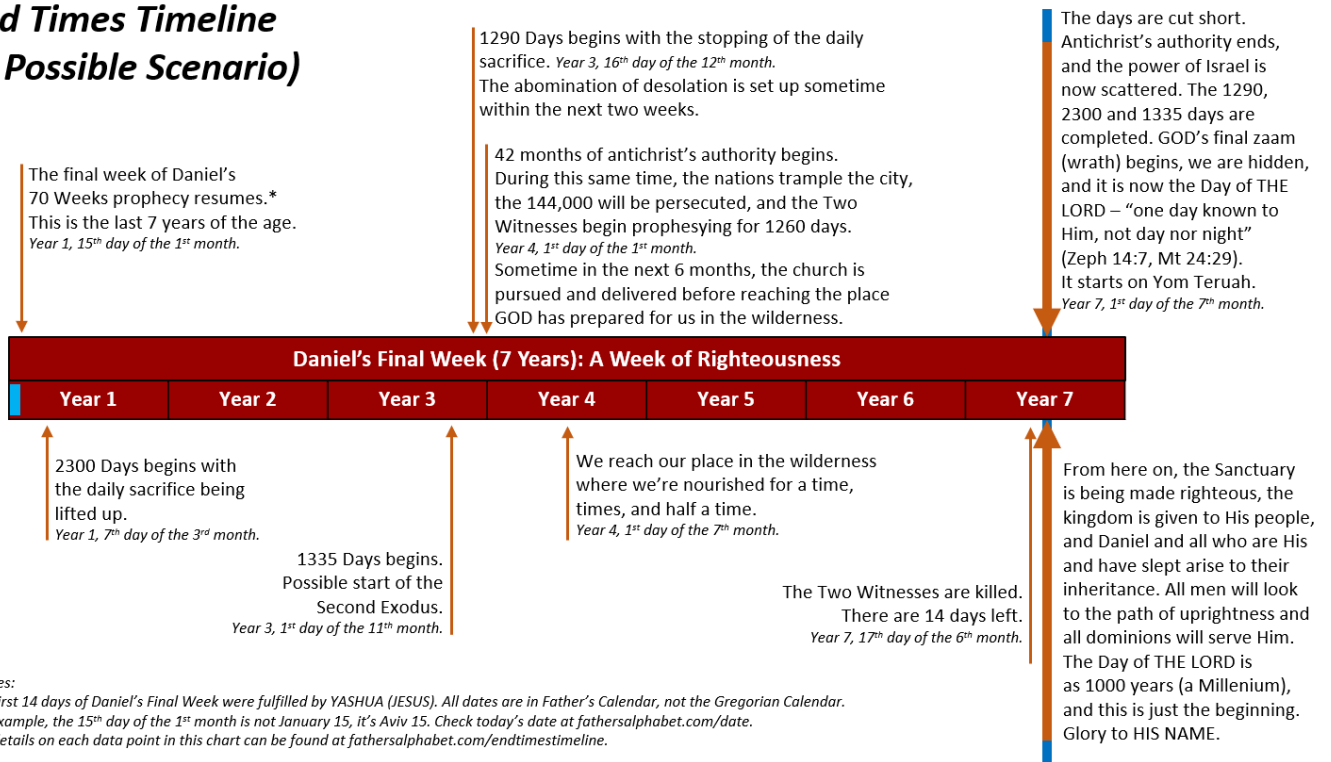 d Times Timeline
Possible Scenario)
The final week of Daniel's
70 Weeks prophecy resumes.*
This is the last 7 years of the age.
Year 1, 15th day of the 1st month.
1290 Days begins with the stopping of the daily
sacrifice. Year 3, 16th day of the 12th month.
The abomination of desolation is set up sometime
within the next two weeks.
42 months of antichrist's authority begins.
During this same time, the nations trample the city,
the 144,000 will be persecuted, and the Two
Witnesses begin prophesying for 1260 days.
Year 4, 1st day of the 1st month.
Sometime in the next 6 months, the church is
pursued and delivered before reaching the place
GOD has prepared for us in the wilderness.
The days are cut short.
Antichrist's authority ends,
and the power of Israel is
now scattered. The 1290,
2300 and 1335 days are
completed. GOD's final zaam
(wrath) begins, we are hidden,
and it is now the Day of THE
LORD – "one day known to
Him, not day nor night"
(Zeph 14:7, Mt 24:29).
It starts on Yom Teruah.
Year 7, 1st day of the 7th month.
Daniel's Final Week (7 Years): A Week of Righteousness
Year 1 Year 2 Year 3 Year 4 Year 5 Year 6 Year 7
2300 Days begins with
the daily sacrifice being
lifted up.
Year 1, 7th day of the 3rd month.
1335 Days begins.
Possible start of the
Second Exodus.
Year 3, 1st day of the 11th month.
We reach our place in the wilderness
where we're nourished for a time,
times, and half a time.
Year 4, 1st day of the 7th month.
The Two Witnesses are killed.
There are 14 days left.
Year 7, 17th day of the 6th month.
From here on, the Sanctuary
is being made righteous, the
kingdom is given to His people,
and Daniel and all who are His
and have slept arise to their
inheritance. All men will look
to the path of uprightness and
all dominions will serve Him.
The Day of THE LORD is
as 1000 years (a Millenium),
and this is just the beginning.
Glory to HIS NAME.
es:
irst 14 days of Daniel's Final Week were fulfilled by YASHUA (JESUS). All dates are in Father's Calendar, not the Gregorian Calendar.
xample, the 15th day of the 1st month is not January 15, it's Aviv 15. Check today's date at fathersalphabet.com/date.
etails on each data point in this chart can be found at fathersalphabet.com/endtimestimeline.